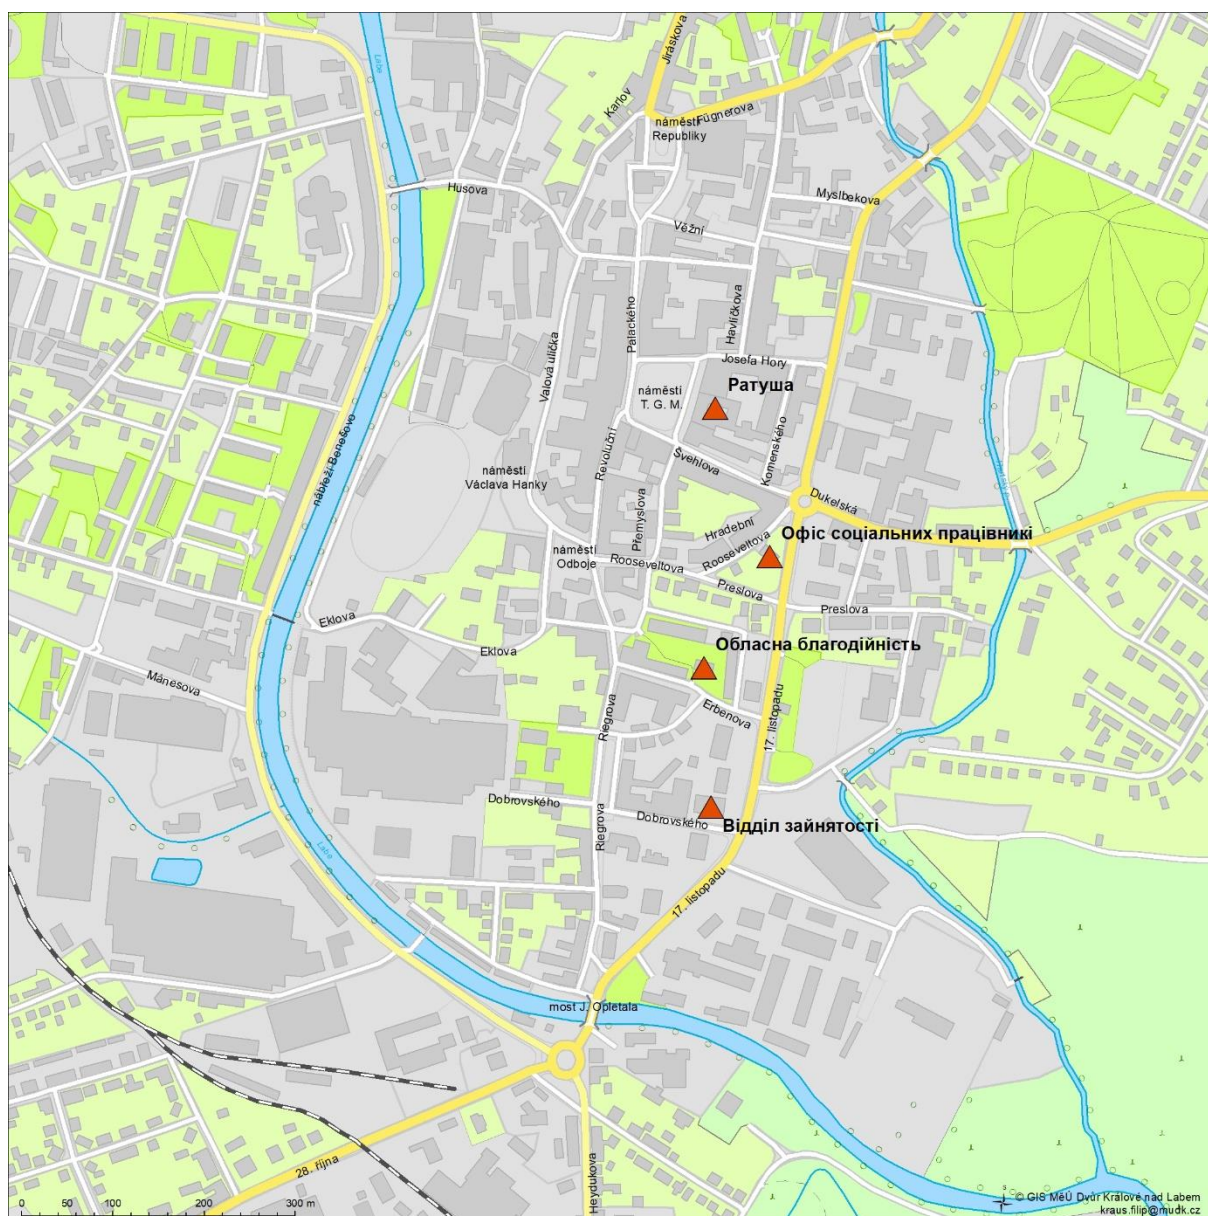 Jiráskova
Labe
Karlov
Fügnerova
náměstí
Republiky
Husova
Myslbekova
Věžní
Palackého
Havlíčkova
Valová ulička
Josefa Hory
Ратуша
náměstí
T. G. M.
nábřeží Benešovo
Revoluční
Švehlova
Komenského
náměstí
Václava Hanky
Dukelská
Přemyslova
Hradební
Rooseveltova
Офіс соціальних працівникі
náměstí
Odboje
Rooseveltova
Preslova
Preslova
Eklova
Eklova
Обласна благодійність
Mánesova
Erbenova
Riegrova
17. listopadu
Dobrovského
Dobrovského
Відділ зайнятості
Riegrova
Labe
17. listopadu
most J. Opletala
28. října
Heydukova
0 50 100 200 300 m
© GIS MěÚ Dvůr Králové nad Labem
kraus.filip@mudk.cz